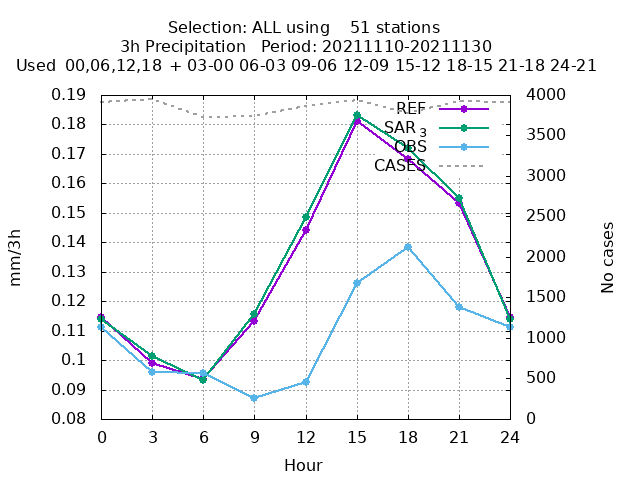 Selection: ALL using 51 stations
3h Precipitation Period: 20211110-20211130
Used 00,06,12,18 + 03-00 06-03 09-06 12-09 15-12 18-15 21-18 24-21
0.19
0.18
0.17
0.16
0.15
0.14
0.13
0.12
0.11
0.1
0.09
0.08
mm/3h
REF
SAR 3
OBS
CASES
4000
3500
3000
2500
2000
1500
1000
500
0
No cases
0 3 6 9 12 15 18 21 24
Hour